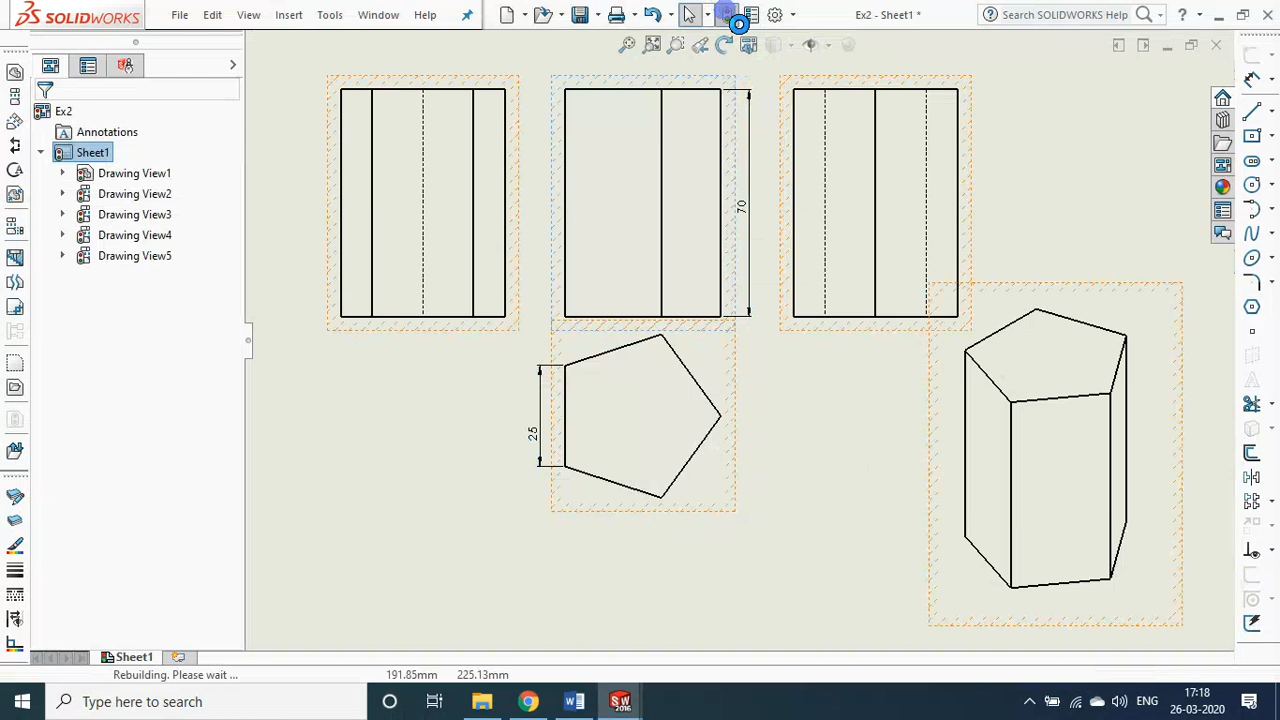 SOLIDWORKS File Edit View Insert Tools Window Help Ex2 - Sheet1 * Search SOLIDWORKS Help ?
Ex2
A Annotations
Sheet1
Drawing View1
Drawing View2
Drawing View3
Drawing View4
Drawing View5
70
25
Sheet1
Rebuilding. Please wait ... 191.85mm 225.13mm
Type here to search
SW 2016
ENG
17:18
26-03-2020